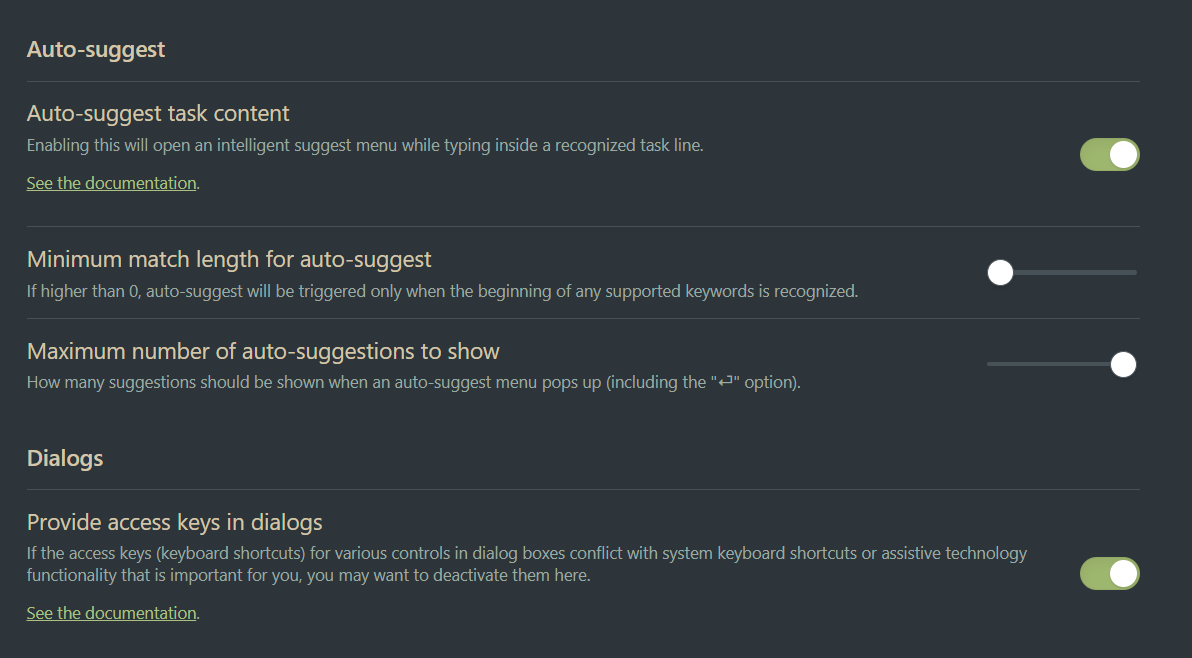 Auto-suggest
Auto-suggest task content
Enabling this will open an intelligent suggest menu while typing inside a recognized task line.
See the documentation.
Minimum match length for auto-suggest
If higher than 0, auto-suggest will be triggered only when the beginning of any supported keywords is recognized.
Maximum number of auto-suggestions to show
How many suggestions should be shown when an auto-suggest menu pops up (including the "⏎" option).
Dialogs
Provide access keys in dialogs
If the access keys (keyboard shortcuts) for various controls in dialog boxes conflict with system keyboard shortcuts or assistive technology
functionality that is important for you, you may want to deactivate them here.
See the documentation.